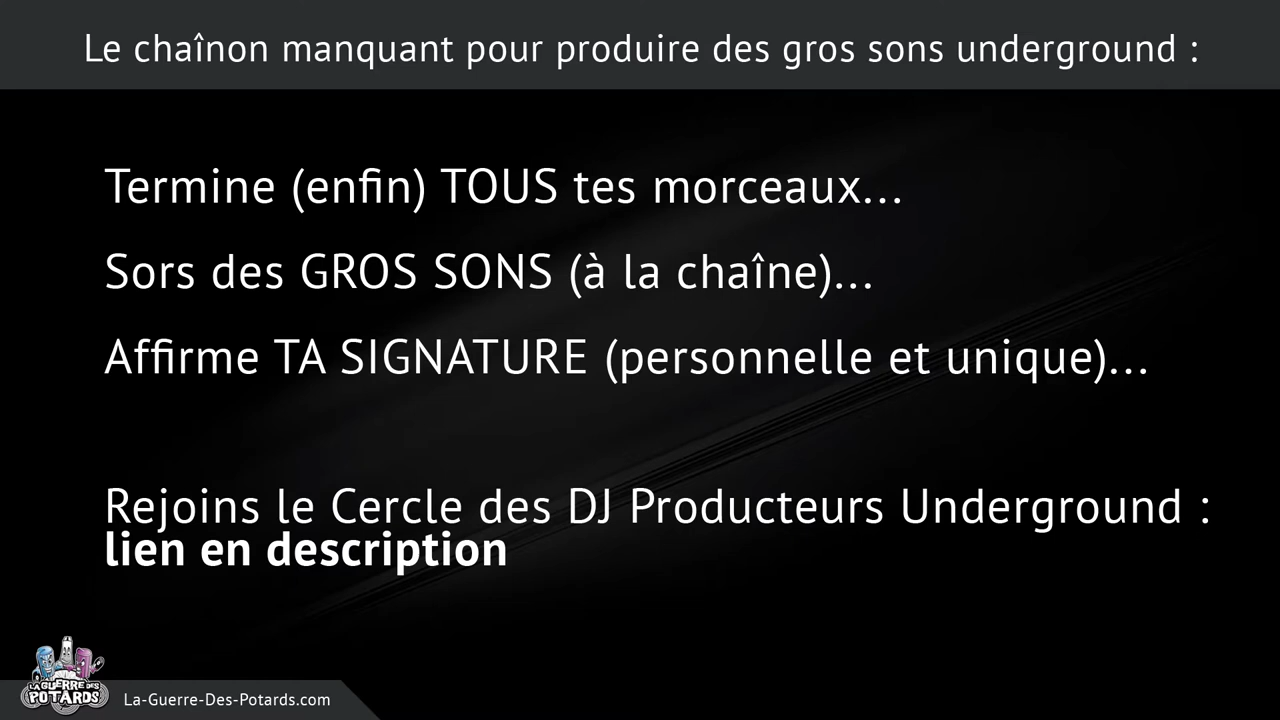 Le chaînon manquant pour produire des gros sons underground :
Termine (enfin) TOUS tes morceaux...
Sors des GROS SONS (à la chaîne)...
Affirme TA SIGNATURE (personnelle et unique)...
Rejoins le Cercle des DJ Producteurs Underground :
lien en description
LA GUERRE DES
POTARDS
La-Guerre-Des-Potards.com